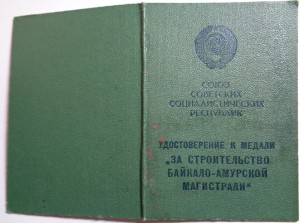 СОЮЗ
СОВЕТСКИХ
СОЦИАЛИСТИЧЕСКИХ
РЕСПУБЛИК
УДОСТОВЕРЕНИЕ К МЕДАЛИ
„ЗА СТРОИТЕЛЬСТВО
БАЙКАЛО-АМУРСКОЙ
МАГИСТРАЛИ“